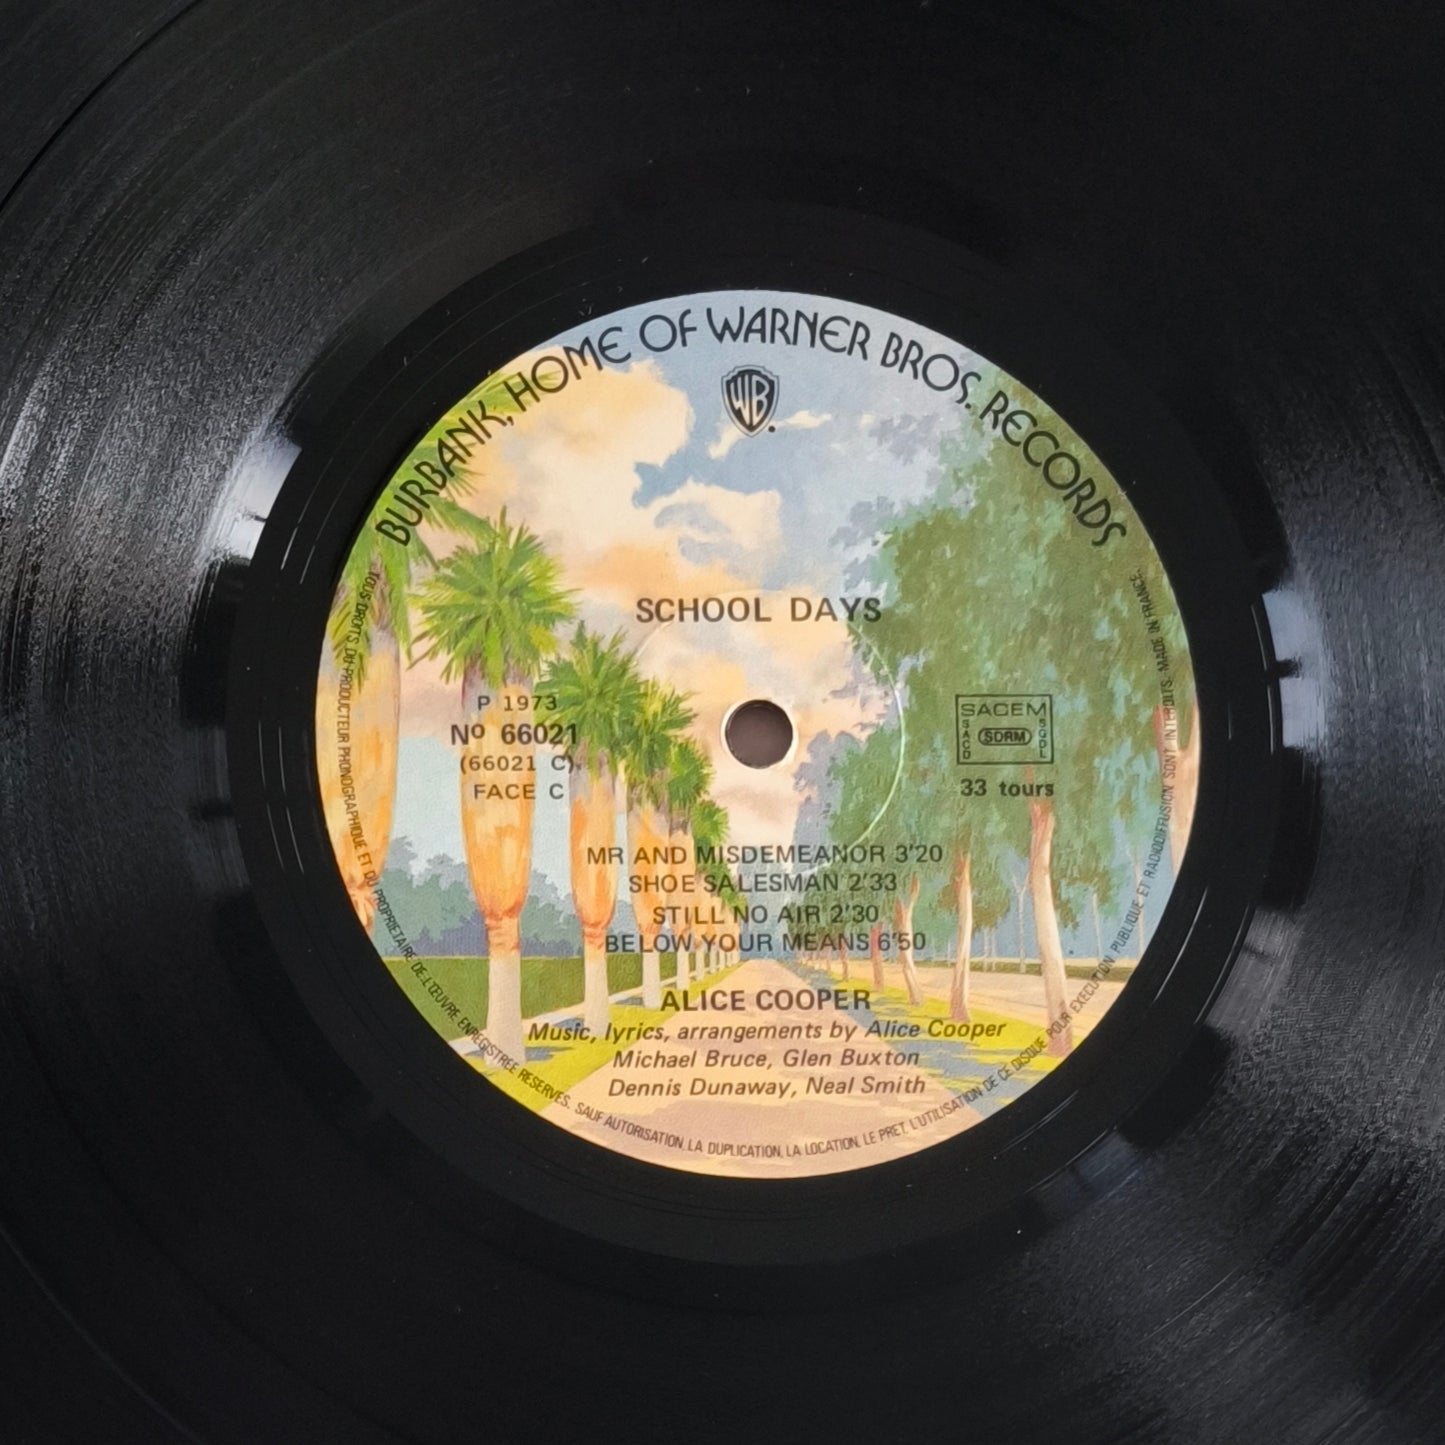 BURBANK, HOME OF WARNER BROS. RECORDS
WB
SCHOOL DAYS
P 1973
Nº 66021
(66021 C)
FACE C
SACEM
SACD
SDRM
SGDL
33 tours
MR AND MISDEMEANOR 3'20
SHOE SALESMAN 2'33
STILL NO AIR 2'30
BELOW YOUR MEANS 6'50
ALICE COOPER
Music, lyrics, arrangements by Alice Cooper
Michael Bruce, Glen Buxton
Dennis Dunaway, Neal Smith
TOUS DROITS DU PRODUCTEUR PHONOGRAPHIQUE ET DU PROPRIETAIRE DE L'ŒUVRE ENREGISTREE RESERVES. SAUF AUTORISATION, LA DUPLICATION, LA LOCATION, LE PRET, L'UTILISATION DE CE DISQUE POUR EXECUTION PUBLIQUE ET RADIODIFFUSION SONT INTERDITS. MADE IN FRANCE.